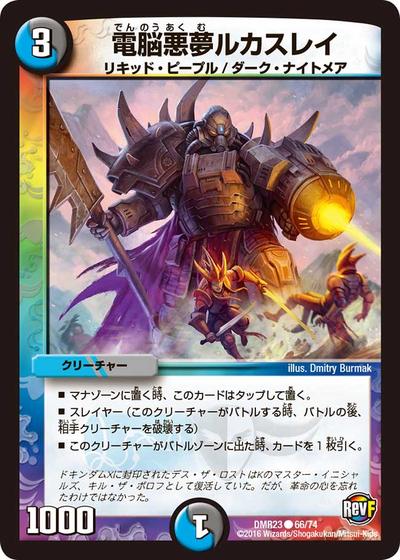 3
でんのうあくむ
電脳悪夢ルカスレイ
リキッド・ピープル / ダーク・ナイトメア
クリーチャー
illus. Dmitry Burmak
■ マナゾーンに置く時、このカードはタップして置く。
■ スレイヤー (このクリーチャーがバトルする時、バトルの後、
相手クリーチャーを破壊する)
■ このクリーチャーがバトルゾーンに出た時、カードを1枚引く。
ドキンダムXに封印されたデス・ザ・ロストはKのマスター・イニシャ
ルズ、キル・ザ・ボロフとして復活していた。だが、革命の心を忘れ
たわけではなかった。
RevF
1000
1
DMR23 ● 66/74
©2016 Wizards/Shogakukan/Mitsui-Kids